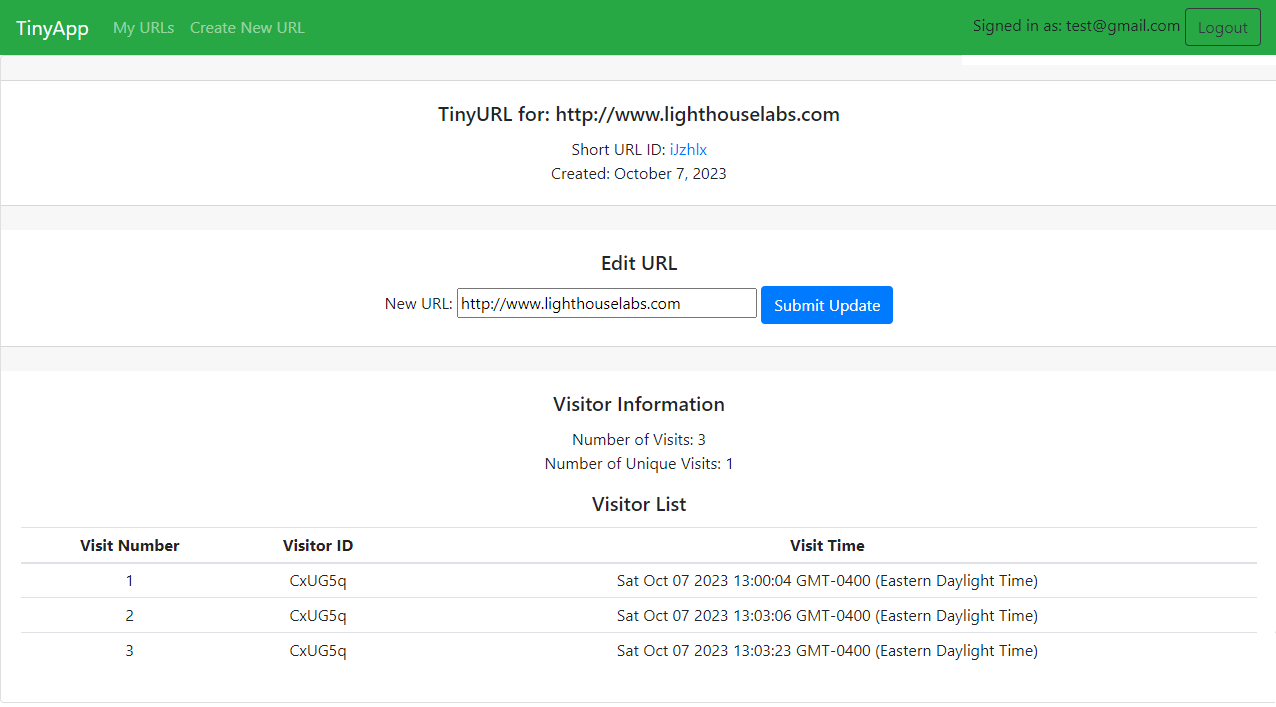 TinyApp My URLs Create New URL Signed in as: test@gmail.com Logout
TinyURL for: http://www.lighthouselabs.com
Short URL ID: iJzhlx
Created: October 7, 2023
Edit URL
New URL: http://www.lighthouselabs.com Submit Update
Visitor Information
Number of Visits: 3
Number of Unique Visits: 1
Visitor List
Visit Number Visitor ID Visit Time
1 CxUG5q Sat Oct 07 2023 13:00:04 GMT-0400 (Eastern Daylight Time)
2 CxUG5q Sat Oct 07 2023 13:03:06 GMT-0400 (Eastern Daylight Time)
3 CxUG5q Sat Oct 07 2023 13:03:23 GMT-0400 (Eastern Daylight Time)